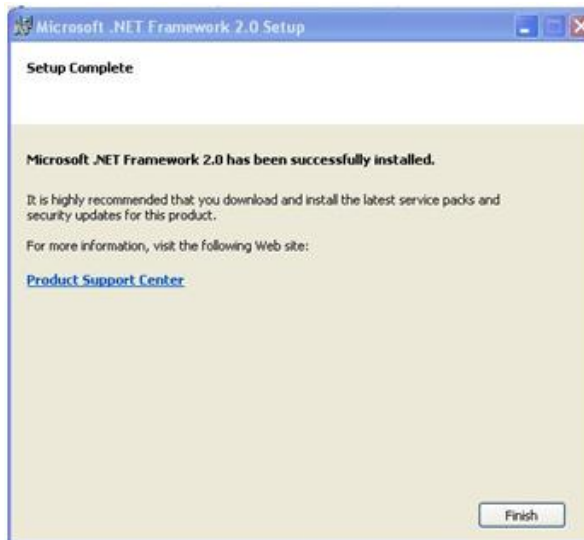 Microsoft .NET Framework 2.0 Setup
Setup Complete
Microsoft .NET Framework 2.0 has been successfully installed.
It is highly recommended that you download and install the latest service packs and
security updates for this product.
For more information, visit the following Web site:
Product Support Center
Finish